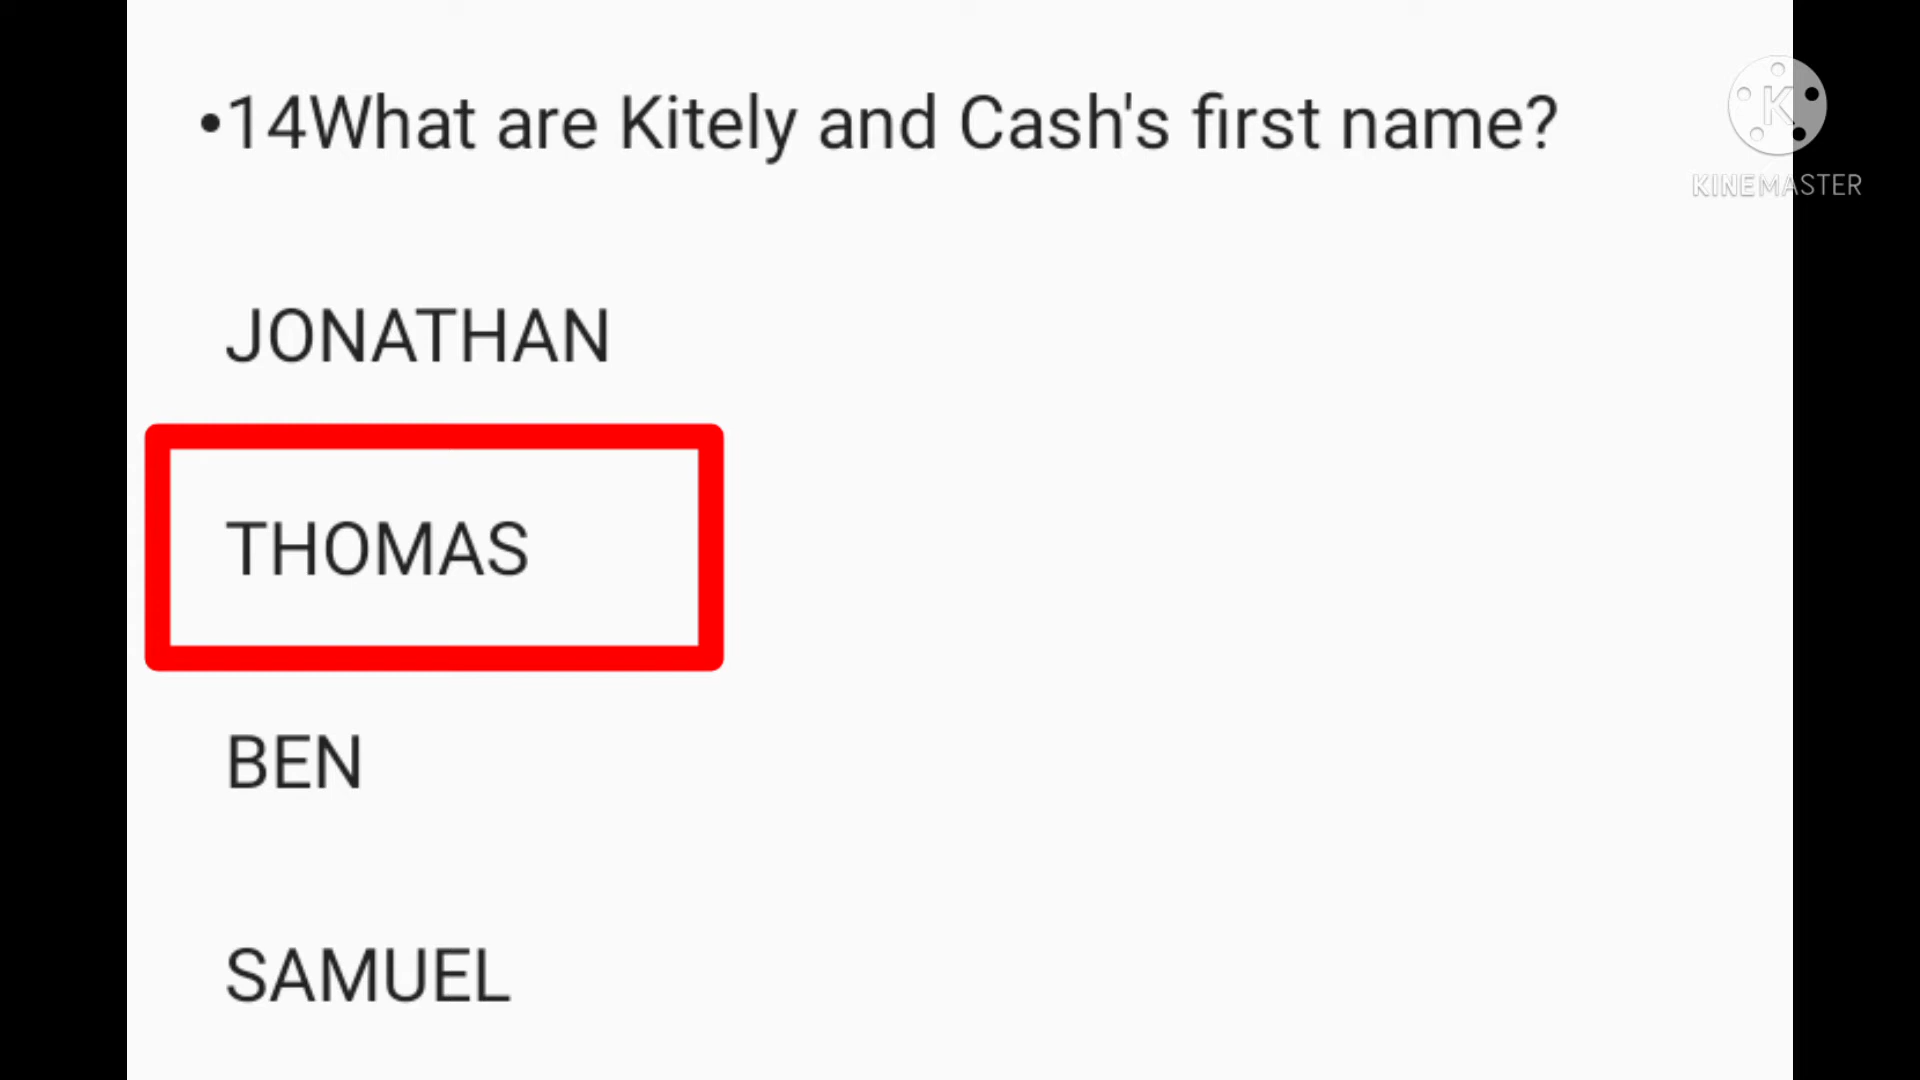 •14What are Kitely and Cash's first name?
K
KINEMASTER
JONATHAN
THOMAS
BEN
SAMUEL